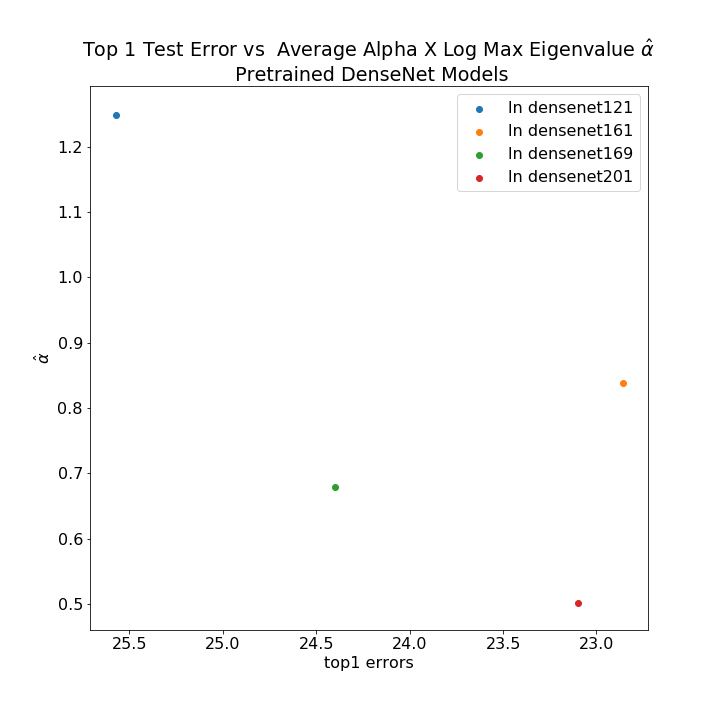 Top 1 Test Error vs  Average Alpha X Log Max Eigenvalue α̂
Pretrained DenseNet Models
In densenet121
In densenet161
In densenet169
In densenet201
1.2
1.1
1.0
0.9
0.8
0.7
0.6
0.5
α̂
25.5 25.0 24.5 24.0 23.5 23.0
top1 errors